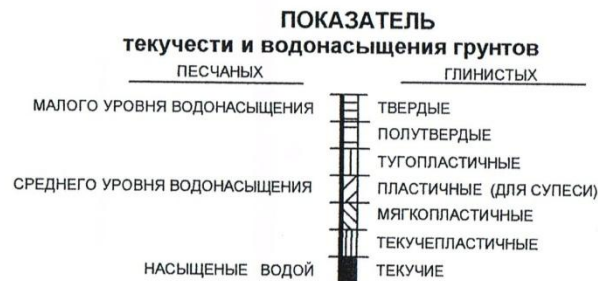 ПОКАЗАТЕЛЬ
текучести и водонасыщения грунтов
ПЕСЧАНЫХ
ГЛИНИСТЫХ
МАЛОГО УРОВНЯ ВОДОНАСЫЩЕНИЯ
ТВЕРДЫЕ
ПОЛУТВЕРДЫЕ
ТУГОПЛАСТИЧНЫЕ
СРЕДНЕГО УРОВНЯ ВОДОНАСЫЩЕНИЯ
ПЛАСТИЧНЫЕ (ДЛЯ СУПЕСИ)
МЯГКОПЛАСТИЧНЫЕ
ТЕКУЧЕПЛАСТИЧНЫЕ
НАСЫЩЕНЫЕ ВОДОЙ
ТЕКУЧИЕ